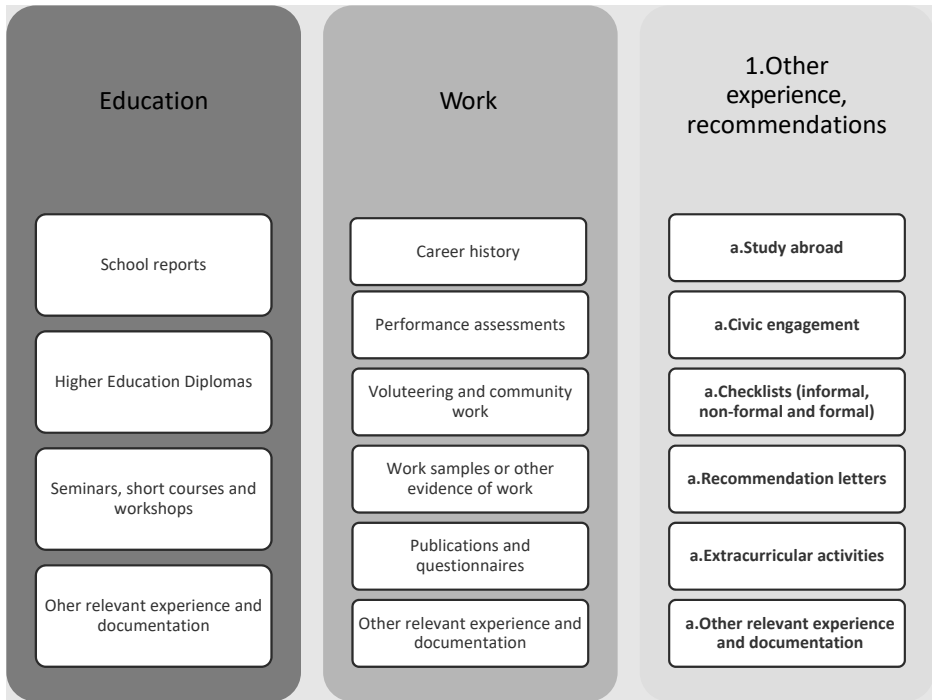 Education
School reports
Higher Education Diplomas
Seminars, short courses and
workshops
Oher relevant experience and
documentation
Work
Career history
Performance assessments
Voluteering and community
work
Work samples or other
evidence of work
Publications and
questionnaires
Other relevant experience and
documentation
1.Other
experience,
recommendations
a.Study abroad
a.Civic engagement
a.Checklists (informal,
non-formal and formal)
a.Recommendation letters
a.Extracurricular activities
a.Other relevant experience
and documentation